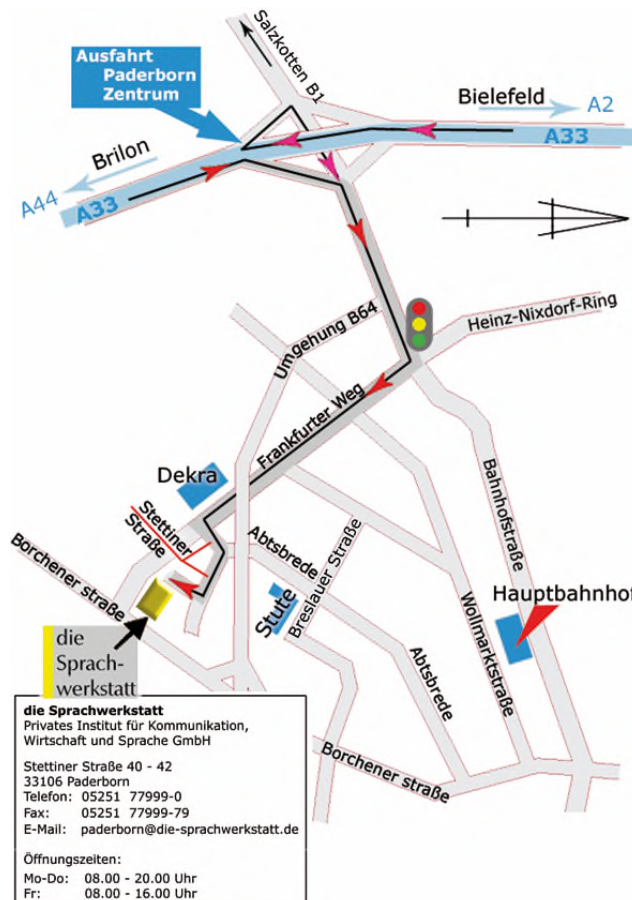 Salzkotten B1
Ausfahrt
Paderborn
Zentrum
Bielefeld
A2
Brilon
A33
A44
A33
Heinz-Nixdorf-Ring
Umgehung B64
Frankfurter Weg
Dekra
Bahnhofstraße
Stettiner
Straße
Abtsbrede
Breslauer Straße
Borchener straße
Stute
Hauptbahnhof
Wollmarktstraße
Abtsbrede
die
Sprach-
werkstatt
Borchener straße
die Sprachwerkstatt
Privates Institut für Kommunikation,
Wirtschaft und Sprache GmbH
Stettiner Straße 40 - 42
33106 Paderborn
Telefon: 05251 77999-0
Fax: 05251 77999-79
E-Mail: paderborn@die-sprachwerkstatt.de
Öffnungszeiten:
Mo-Do: 08.00 - 20.00 Uhr
Fr: 08.00 - 16.00 Uhr